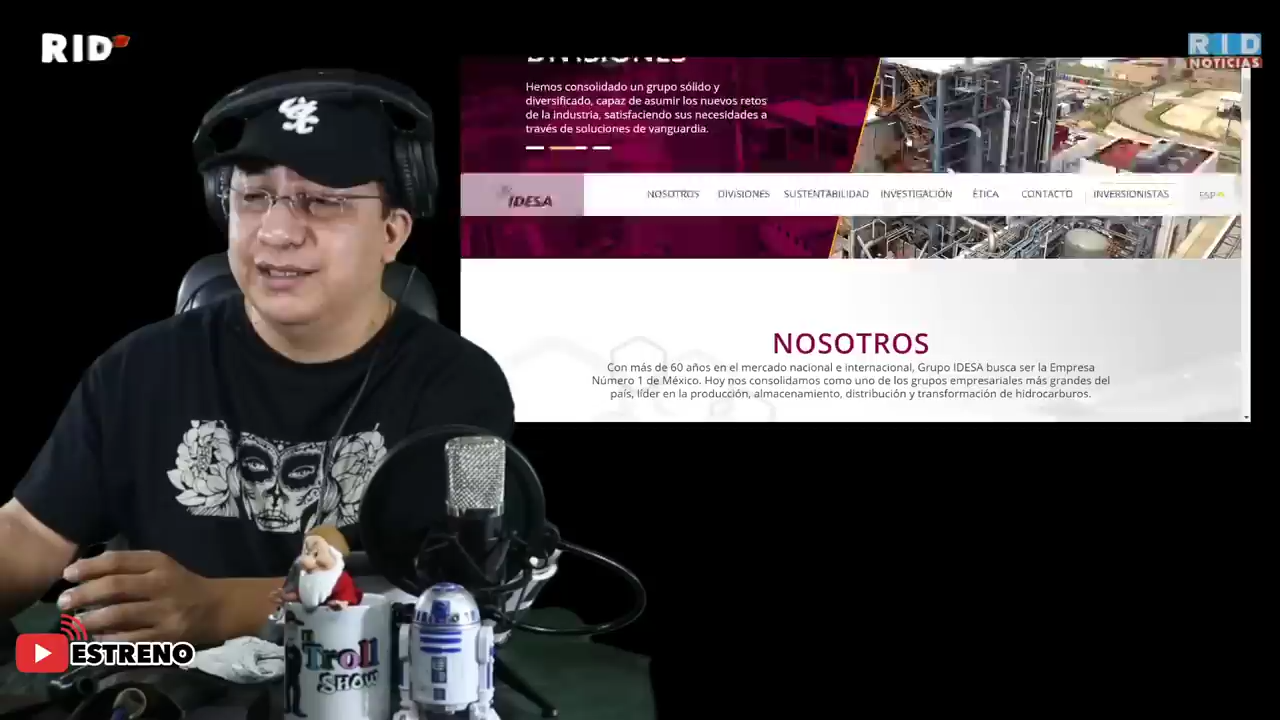 RID
RID
NOTICIAS
DIVISIONES
Hemos consolidado un grupo sólido y
diversificado, capaz de asumir los nuevos retos
de la industria, satisfaciendo sus necesidades a
través de soluciones de vanguardia.
IDESA
NOSOTROS DIVISIONES SUSTENTABILIDAD INVESTIGACIÓN ÉTICA CONTACTO INVERSIONISTAS ESP
NOSOTROS
Con más de 60 años en el mercado nacional e internacional, Grupo IDESA busca ser la Empresa
Número 1 de México. Hoy nos consolidamos como uno de los grupos empresariales más grandes del
país, líder en la producción, almacenamiento, distribución y transformación de hidrocarburos.
ESTRENO
Troll
SHOW